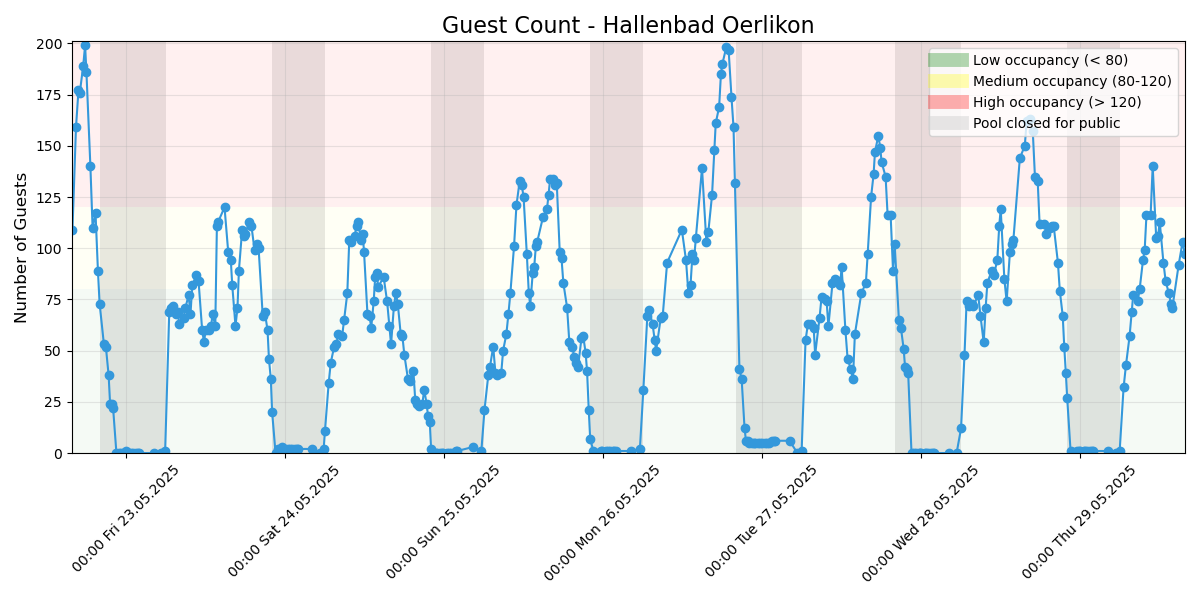 Guest Count - Hallenbad Oerlikon
Number of Guests
200
175
150
125
100
75
50
25
0
Low occupancy (< 80)
Medium occupancy (80-120)
High occupancy (> 120)
Pool closed for public
00:00 Fri 23.05.2025
00:00 Sat 24.05.2025
00:00 Sun 25.05.2025
00:00 Mon 26.05.2025
00:00 Tue 27.05.2025
00:00 Wed 28.05.2025
00:00 Thu 29.05.2025